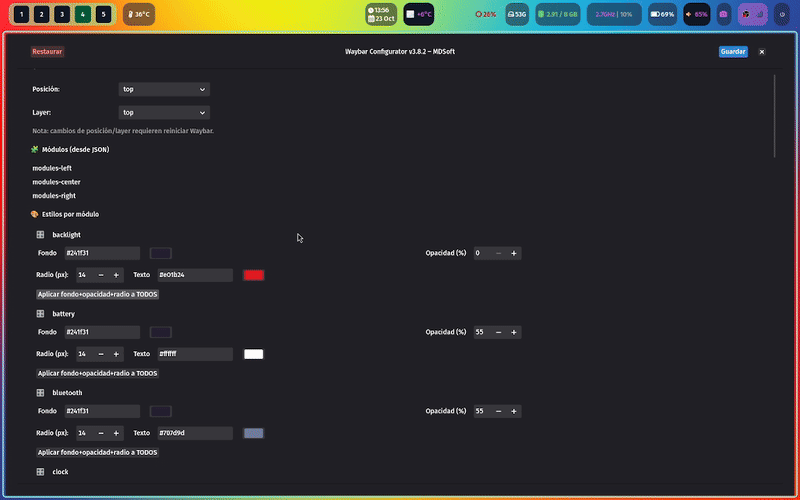 1 2 3 4 5 36°C 13:56 +6°C 26% 53G 2.91 / 8 GB 2.7GHz | 10% 69% 65%
23 Oct
Restaurar Waybar Configurator v3.8.2 – MDSoft Guardar
Posición: top
Layer: top
Nota: cambios de posición/layer requieren reiniciar Waybar.
Módulos (desde JSON)
modules-left
modules-center
modules-right
Estilos por módulo
backlight
Fondo #241f31 Opacidad (%) 0 − +
Radio (px): 14 − + Texto #e01b24
Aplicar fondo+opacidad+radio a TODOS
battery
Fondo #241f31 Opacidad (%) 55 − +
Radio (px): 14 − + Texto #ffffff
Aplicar fondo+opacidad+radio a TODOS
bluetooth
Fondo #241f31 Opacidad (%) 55 − +
Radio (px): 14 − + Texto #707d9d
Aplicar fondo+opacidad+radio a TODOS
clock